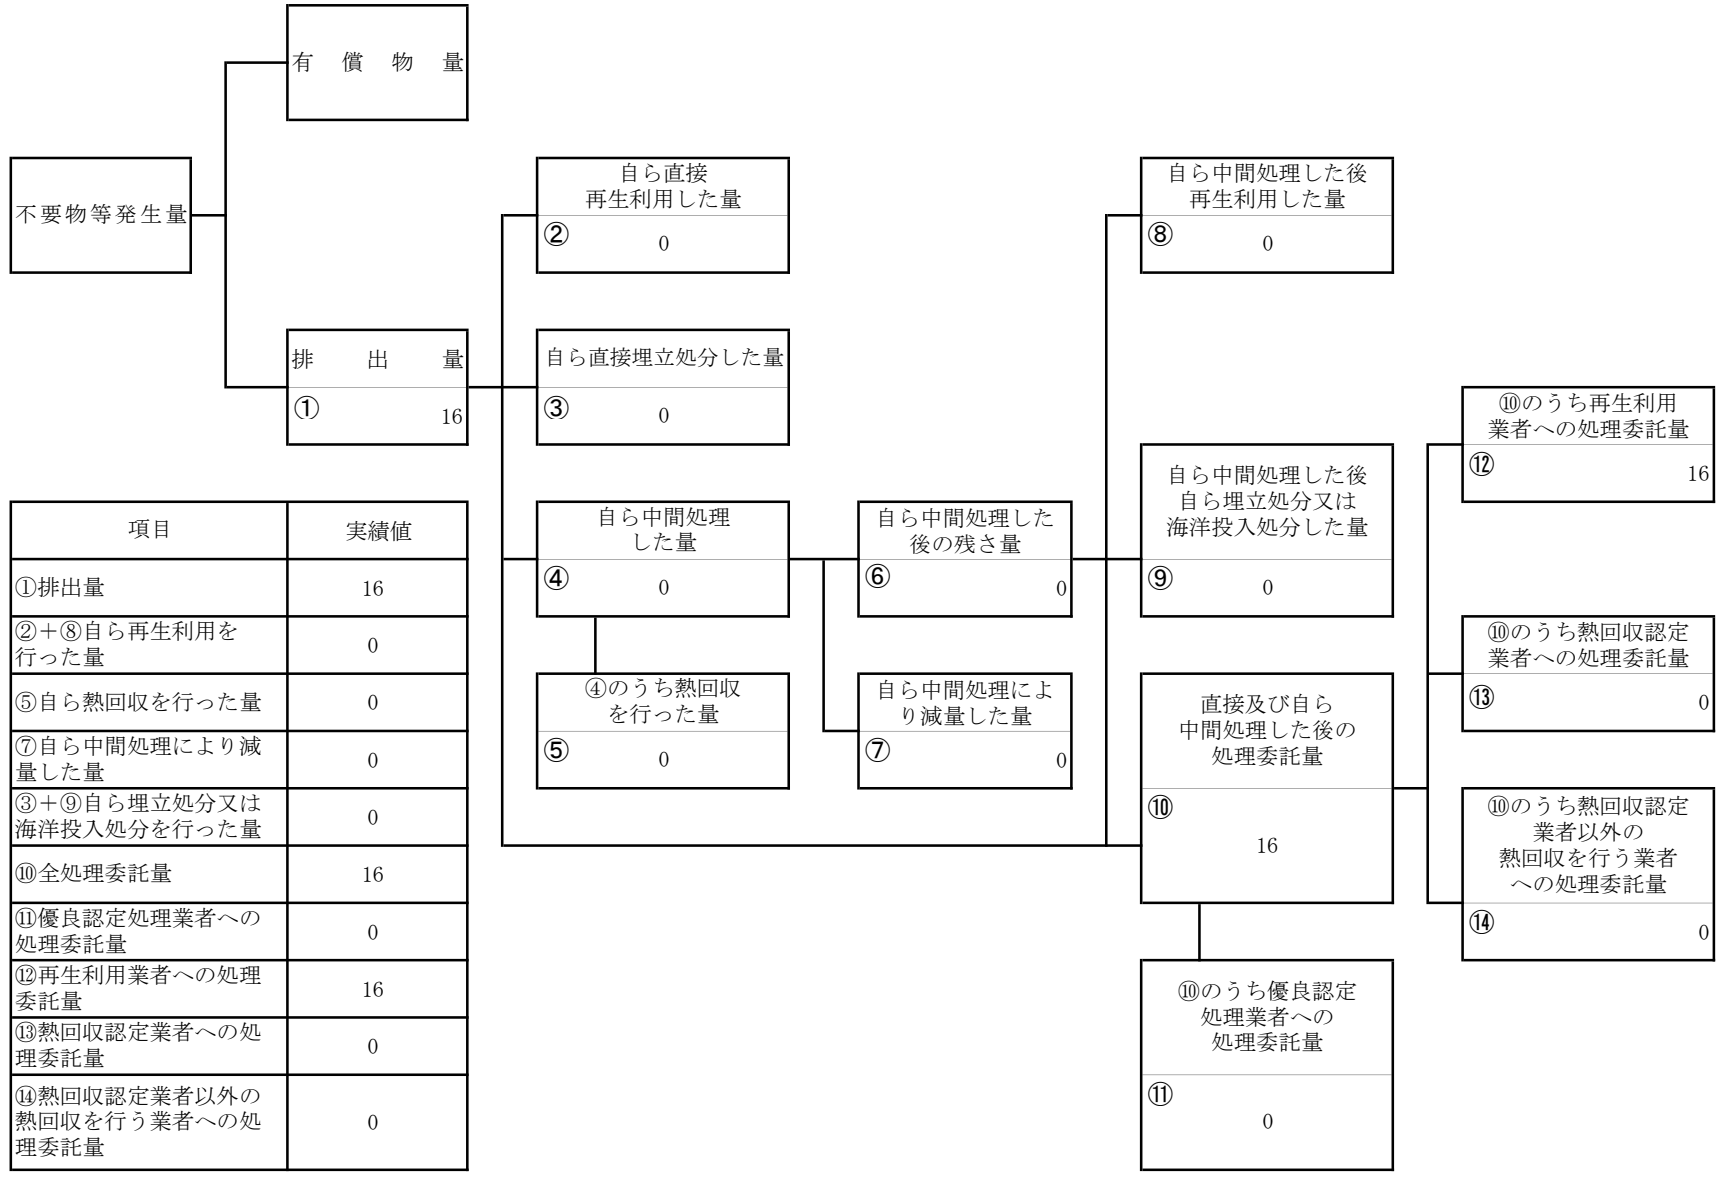 有償物量
不要物等発生量
自ら直接
再生利用した量
②
0
自ら中間処理した後
再生利用した量
⑧
0
排出量
①
16
自ら直接埋立処分した量
③
0
⑩のうち再生利用
業者への処理委託量
⑫
16
自ら中間処理した後
自ら埋立処分又は
海洋投入処分した量
⑨
0
自ら中間処理
した量
④
0
自ら中間処理した
後の残さ量
⑥
0
⑩のうち熱回収認定
業者への処理委託量
⑬
0
④のうち熱回収
を行った量
⑤
0
自ら中間処理によ
り減量した量
⑦
0
直接及び自ら
中間処理した後の
処理委託量
⑩
16
⑩のうち熱回収認定
業者以外の
熱回収を行う業者
への処理委託量
⑭
0
⑩のうち優良認定
処理業者への
処理委託量
⑪
0
項目 実績値
①排出量 16
②＋⑧自ら再生利用を
行った量 0
⑤自ら熱回収を行った量 0
⑦自ら中間処理により減
量した量 0
③＋⑨自ら埋立処分又は
海洋投入処分を行った量 0
⑩全処理委託量 16
⑪優良認定処理業者への
処理委託量 0
⑫再生利用業者への処理
委託量 16
⑬熱回収認定業者への処
理委託量 0
⑭熱回収認定業者以外の
熱回収を行う業者への処
理委託量 0